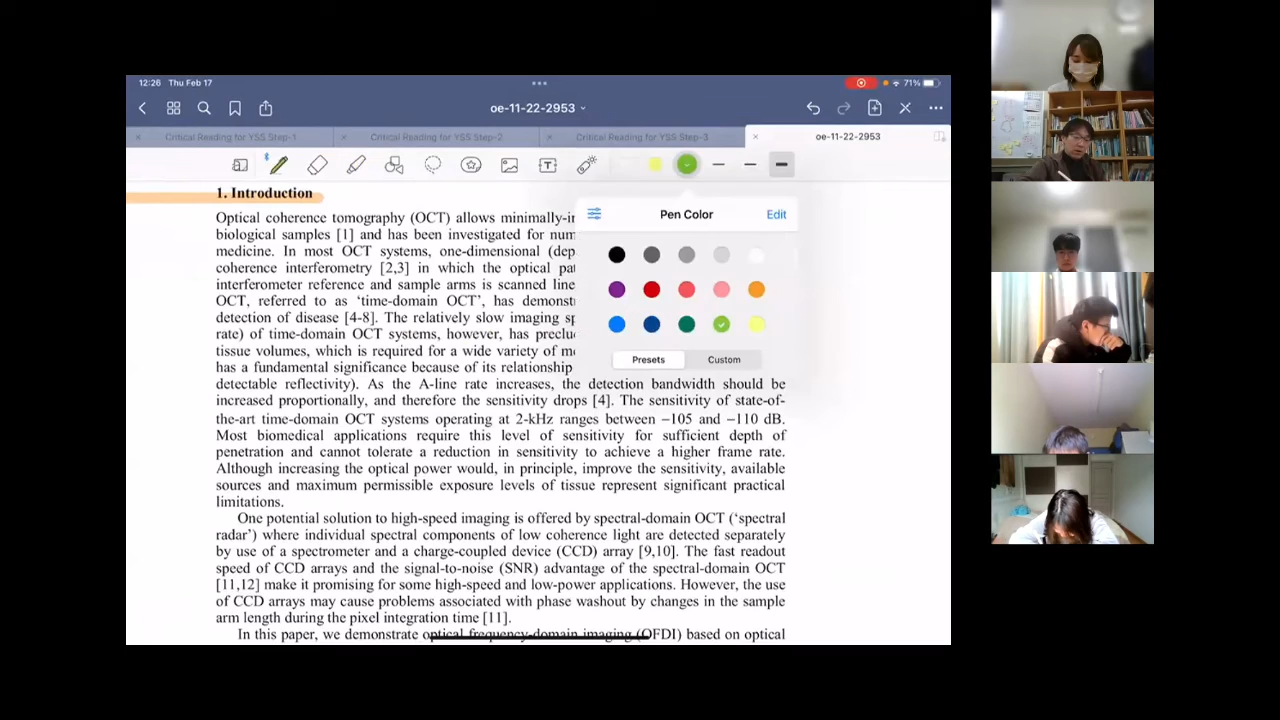 12:26 Thu Feb 17
71%
oe-11-22-2953
Critical Reading for YSS Step-1
Critical Reading for YSS Step-2
Critical Reading for YSS Step-3
oe-11-22-2953
T
1. Introduction
Pen Color
Edit
Presets
Custom
Optical coherence tomography (OCT) allows minimally-in
biological samples [1] and has been investigated for num
medicine. In most OCT systems, one-dimensional (dep
coherence interferometry [2,3] in which the optical pat
interferometer reference and sample arms is scanned line
OCT, referred to as ‘time-domain OCT’, has demonst
detection of disease [4-8]. The relatively slow imaging sp
rate) of time-domain OCT systems, however, has preclu
tissue volumes, which is required for a wide variety of me
has a fundamental significance because of its relationship
detectable reflectivity). As the A-line rate increases, the detection bandwidth should be
increased proportionally, and therefore the sensitivity drops [4]. The sensitivity of state-of-
the-art time-domain OCT systems operating at 2-kHz ranges between −105 and −110 dB.
Most biomedical applications require this level of sensitivity for sufficient depth of
penetration and cannot tolerate a reduction in sensitivity to achieve a higher frame rate.
Although increasing the optical power would, in principle, improve the sensitivity, available
sources and maximum permissible exposure levels of tissue represent significant practical
limitations.
One potential solution to high-speed imaging is offered by spectral-domain OCT (‘spectral
radar’) where individual spectral components of low coherence light are detected separately
by use of a spectrometer and a charge-coupled device (CCD) array [9,10]. The fast readout
speed of CCD arrays and the signal-to-noise (SNR) advantage of the spectral-domain OCT
[11,12] make it promising for some high-speed and low-power applications. However, the use
of CCD arrays may cause problems associated with phase washout by changes in the sample
arm length during the pixel integration time [11].
In this paper, we demonstrate optical frequency-domain imaging (OFDI) based on optical